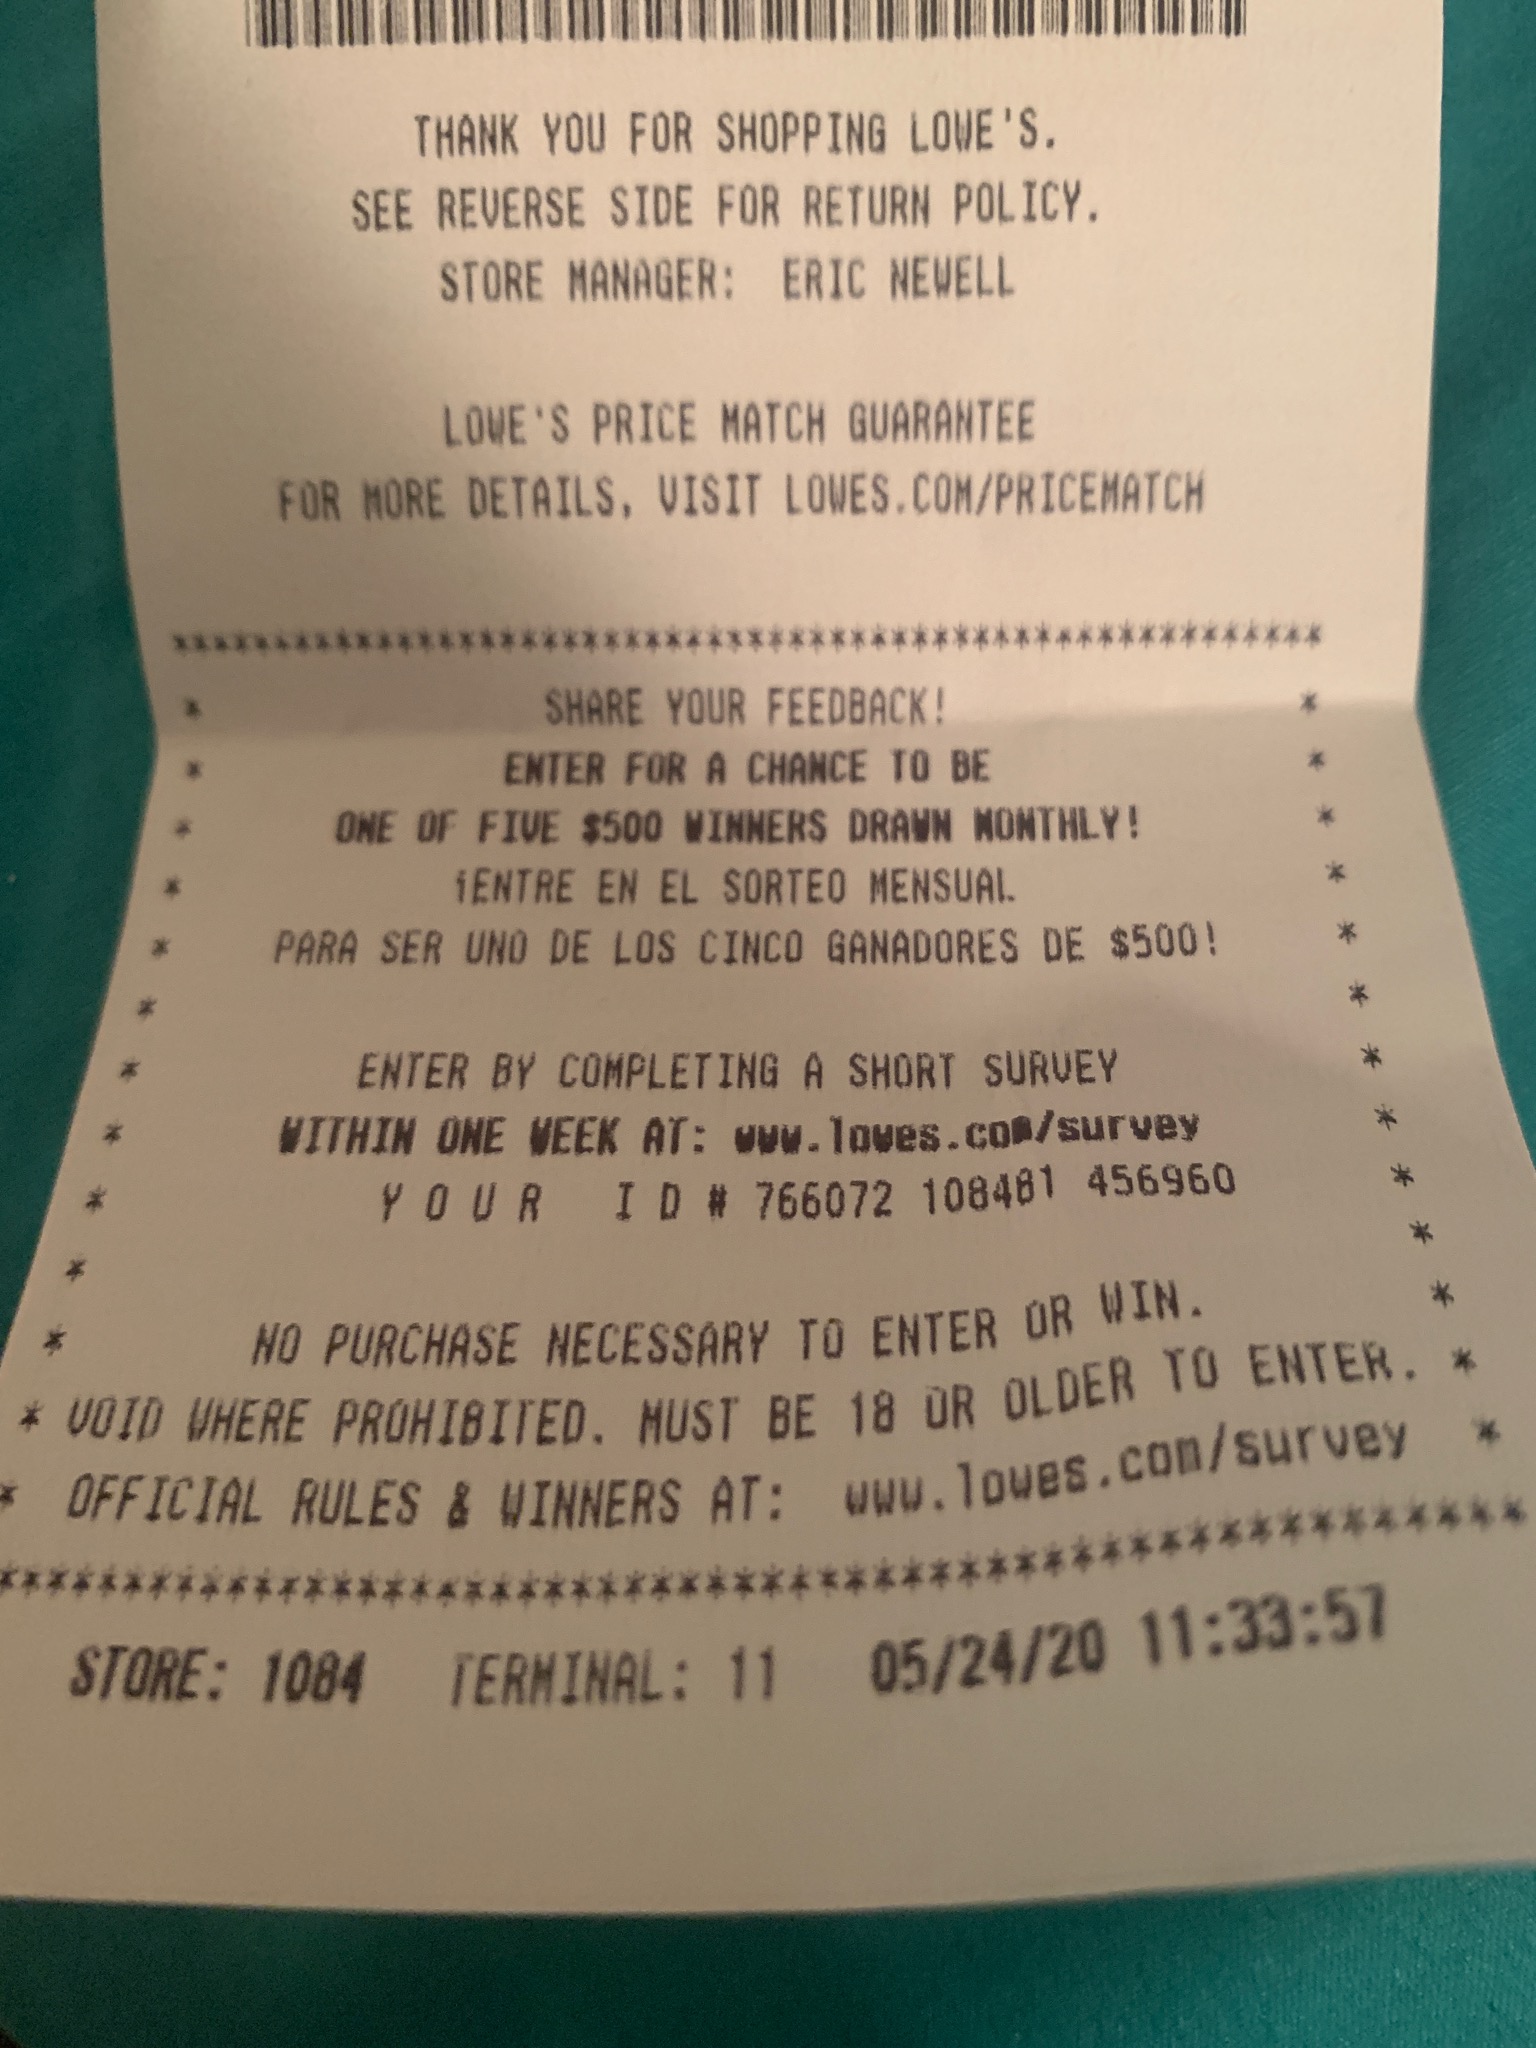 THANK YOU FOR SHOPPING LOWE'S.
SEE REVERSE SIDE FOR RETURN POLICY.
STORE MANAGER: ERIC NEWELL
LOWE'S PRICE MATCH GUARANTEE
FOR MORE DETAILS, VISIT LOWES.COM/PRICEMATCH
*******************************************************
* SHARE YOUR FEEDBACK! *
* ENTER FOR A CHANCE TO BE *
* ONE OF FIVE $500 WINNERS DRAWN MONTHLY! *
* ¡ENTRE EN EL SORTEO MENSUAL *
* PARA SER UNO DE LOS CINCO GANADORES DE $500! *
* *
* ENTER BY COMPLETING A SHORT SURVEY *
* WITHIN ONE WEEK AT: www.lowes.com/survey *
* YOUR ID # 766072 108481 456960 *
* *
* NO PURCHASE NECESSARY TO ENTER OR WIN. *
* VOID WHERE PROHIBITED. MUST BE 18 OR OLDER TO ENTER. *
* OFFICIAL RULES & WINNERS AT: www.lowes.com/survey *
*******************************************************
STORE: 1084 TERMINAL: 11 05/24/20 11:33:57